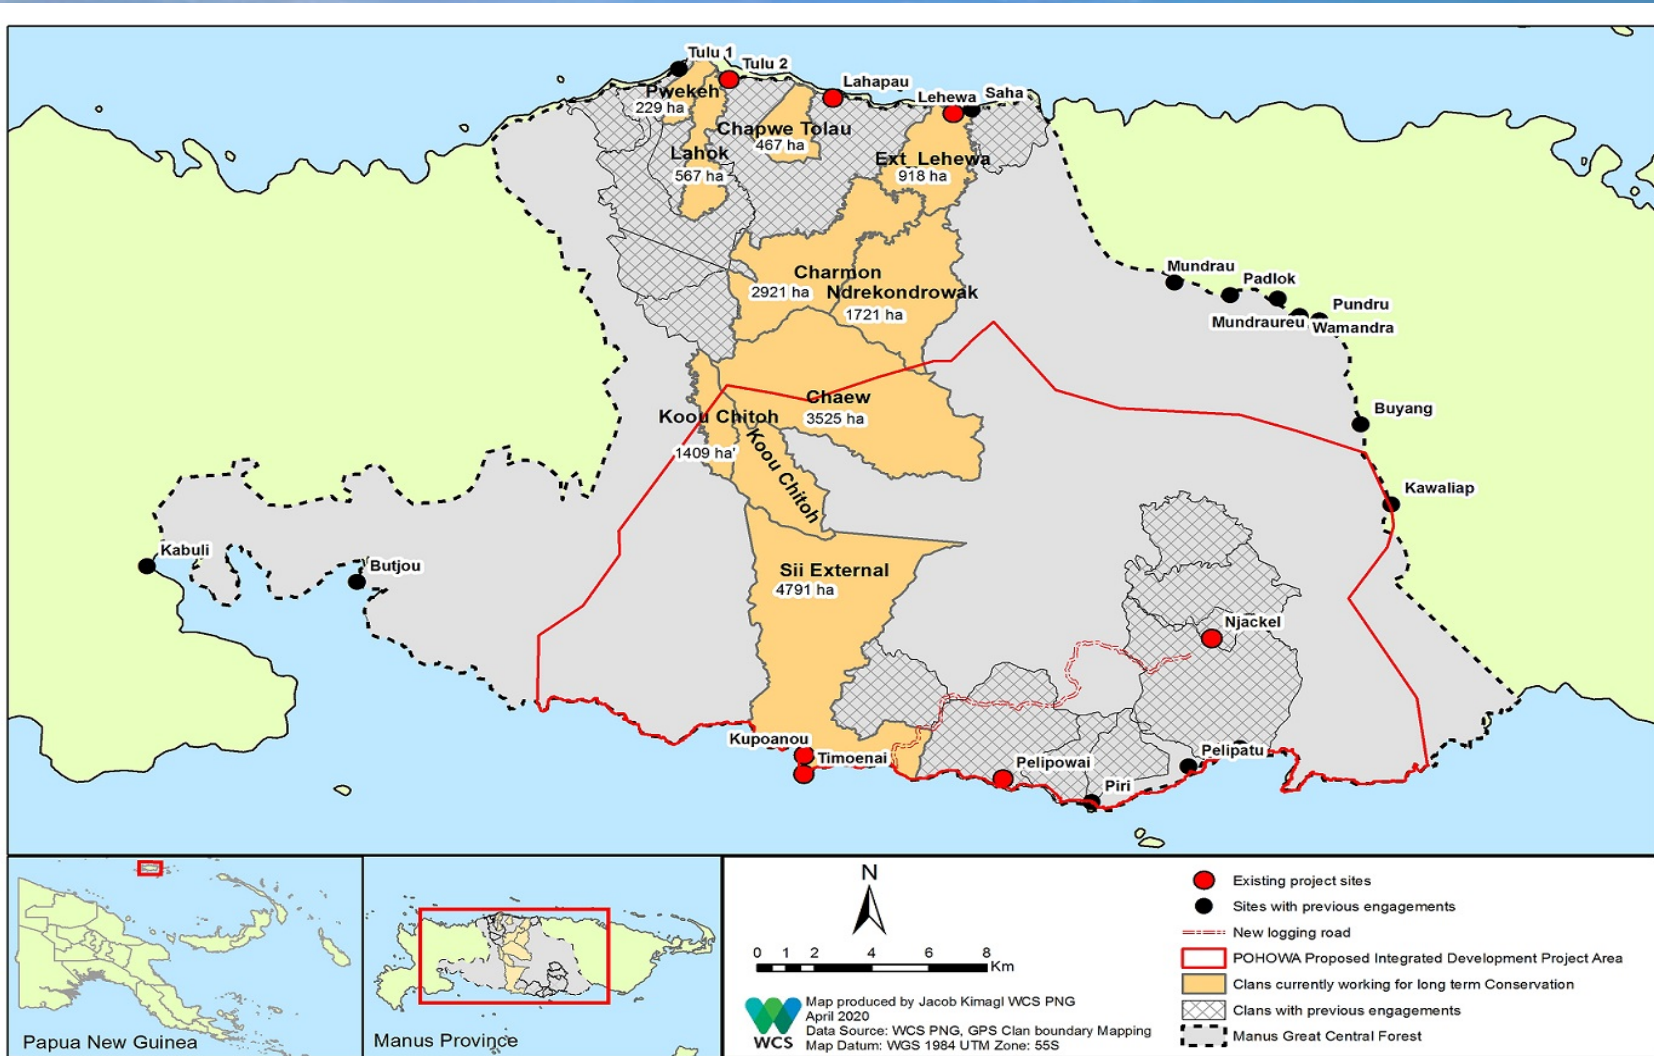 Tulu 1
Tulu 2
Pwekeh
229 ha
Lahapau
Lehewa
Saha
Chapwe Tolau
467 ha
Lahok
567 ha
Ext_Lehewa
918 ha
Charmon
2921 ha
Ndrekondrowak
1721 ha
Mundrau
Padlok
Pundru
Mundraureu
Wamandra
Chaew
3525 ha
Koou Chitoh
1409 ha'
Koou Chitoh
Buyang
Kawaliap
Kabuli
Butjou
Sii External
4791 ha
Njackel
Kupoanou
Timoenai
Pelipowai
Pelipatu
Piri
Papua New Guinea
Manus Province
N
0 1 2 4 6 8
Km
WCS
Map produced by Jacob Kimagl WCS PNG
April 2020
Data Source: WCS PNG, GPS Clan boundary Mapping
Map Datum: WGS 1984 UTM Zone: 55S
Existing project sites
Sites with previous engagements
New logging road
POHOWA Proposed Integrated Development Project Area
Clans currently working for long term Conservation
Clans with previous engagements
Manus Great Central Forest